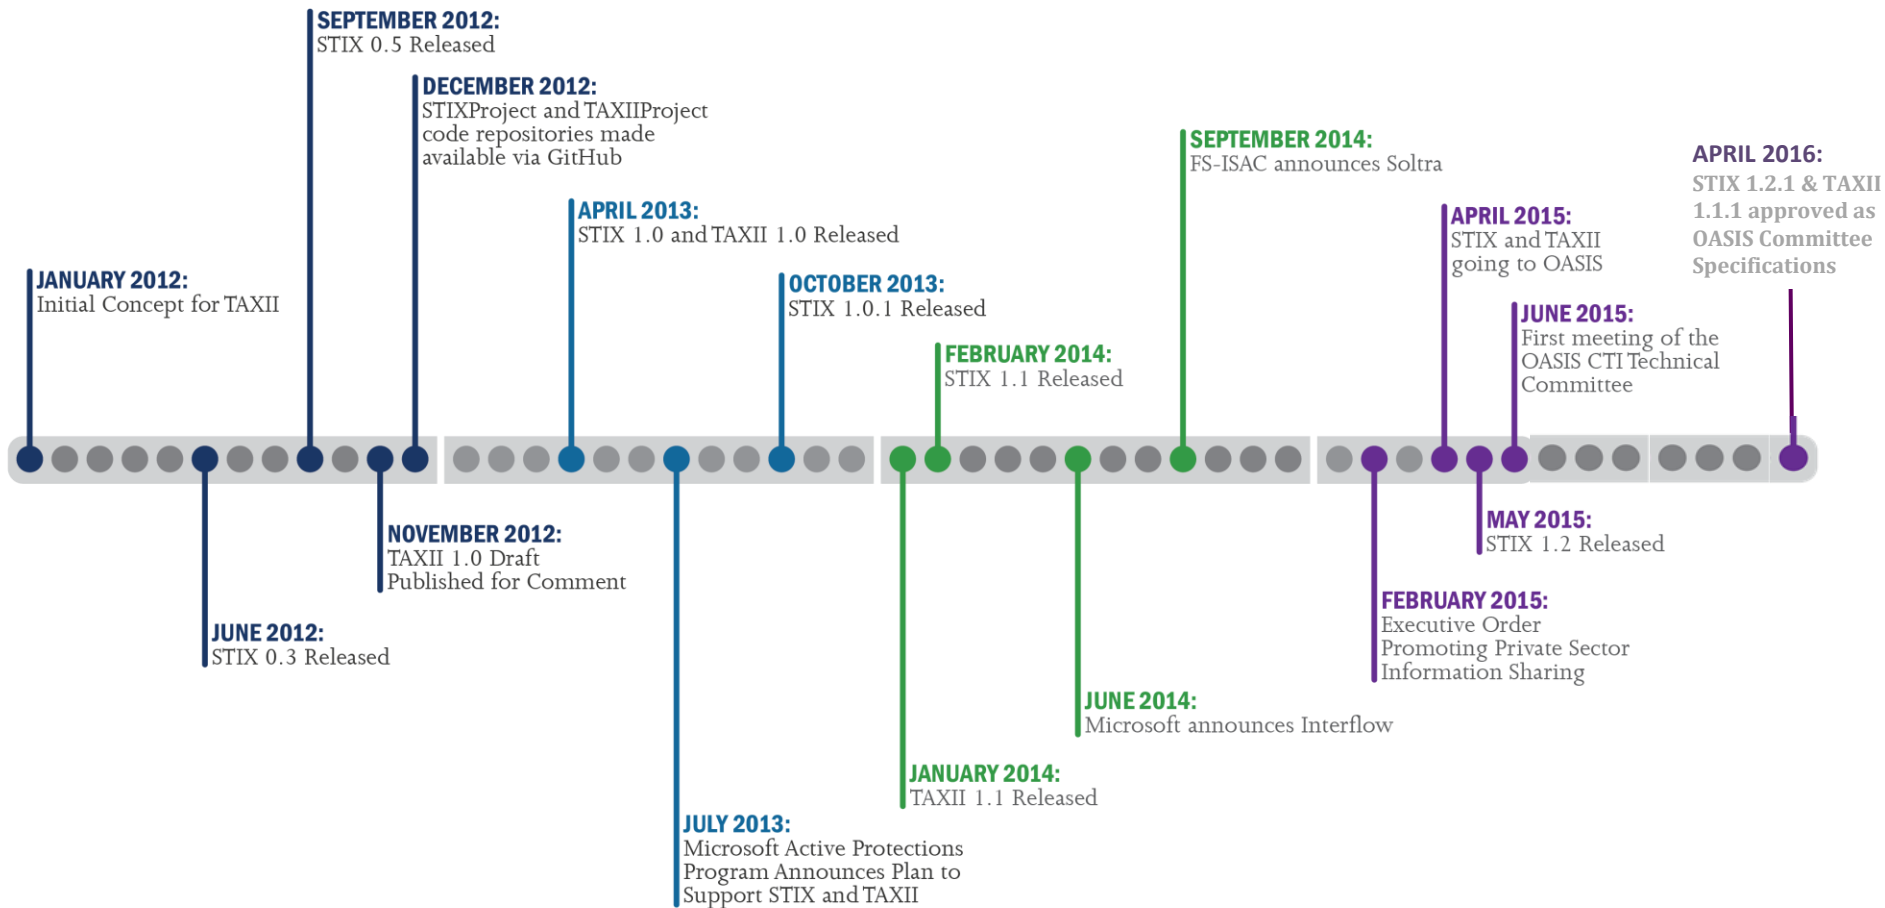 SEPTEMBER 2012:
STIX 0.5 Released
DECEMBER 2012:
STIXProject and TAXIIProject
code repositories made
available via GitHub
SEPTEMBER 2014:
FS-ISAC announces Soltra
APRIL 2016:
STIX 1.2.1 & TAXII
1.1.1 approved as
OASIS Committee
Specifications
APRIL 2013:
STIX 1.0 and TAXII 1.0 Released
APRIL 2015:
STIX and TAXII
going to OASIS
JANUARY 2012:
Initial Concept for TAXII
OCTOBER 2013:
STIX 1.0.1 Released
JUNE 2015:
First meeting of the
OASIS CTI Technical
Committee
FEBRUARY 2014:
STIX 1.1 Released
NOVEMBER 2012:
TAXII 1.0 Draft
Published for Comment
MAY 2015:
STIX 1.2 Released
FEBRUARY 2015:
Executive Order
Promoting Private Sector
Information Sharing
JUNE 2012:
STIX 0.3 Released
JUNE 2014:
Microsoft announces Interflow
JANUARY 2014:
TAXII 1.1 Released
JULY 2013:
Microsoft Active Protections
Program Announces Plan to
Support STIX and TAXII